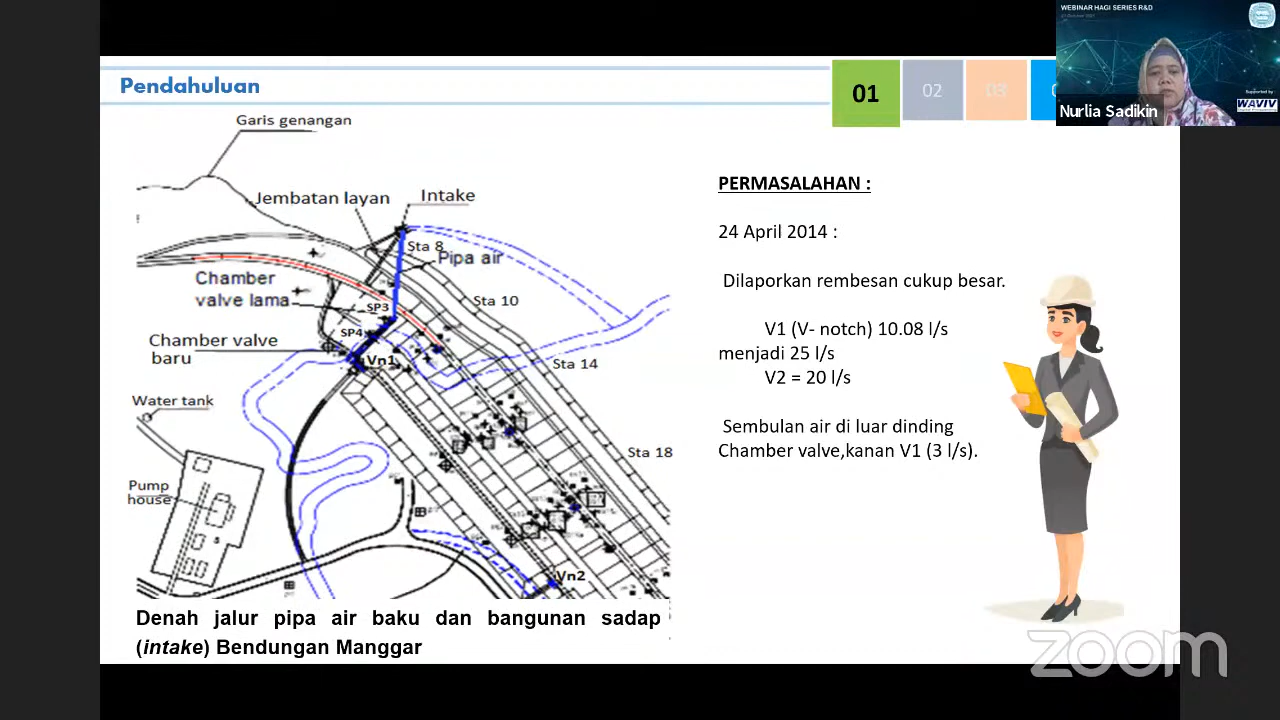 WEBINAR HAGI SERIES R&D
Pendahuluan
01
02
03
Supported by
WAVIV
Nurlia Sadikin
Garis genangan
Jembatan layan
Intake
Sta 8
Pipa air
Chamber
valve lama
SP3
Sta 10
SP4
Chamber valve
baru
Vn1
Sta 14
Water tank
Sta 18
Pump
house
Vn2
Denah jalur pipa air baku dan bangunan sadap
(intake) Bendungan Manggar
PERMASALAHAN :
24 April 2014 :
Dilaporkan rembesan cukup besar.
V1 (V- notch) 10.08 l/s
menjadi 25 l/s
V2 = 20 l/s
Sembulan air di luar dinding
Chamber valve,kanan V1 (3 l/s).
zoom